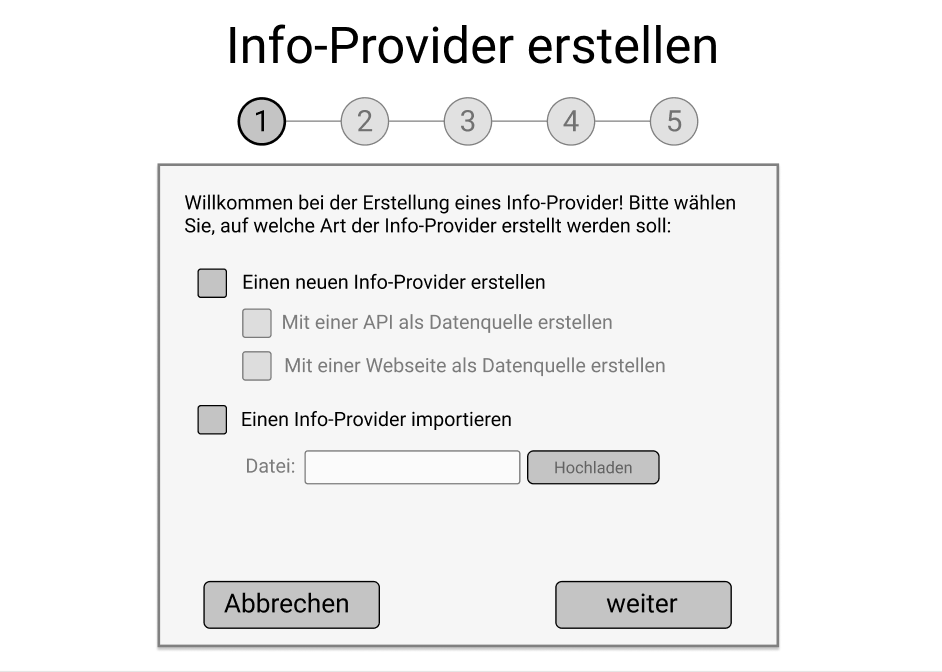 Info-Provider erstellen
1 2 3 4 5
Willkommen bei der Erstellung eines Info-Provider! Bitte wählen
Sie, auf welche Art der Info-Provider erstellt werden soll:
Einen neuen Info-Provider erstellen
Mit einer API als Datenquelle erstellen
Mit einer Webseite als Datenquelle erstellen
Einen Info-Provider importieren
Datei: Hochladen
Abbrechen weiter